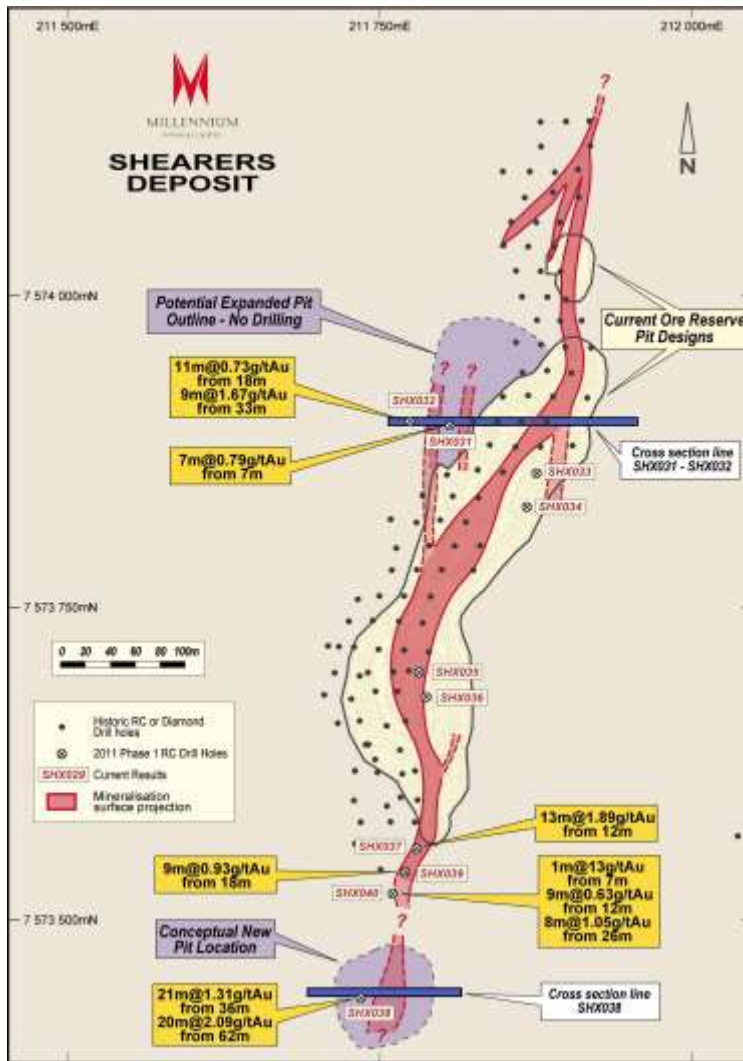 211 500mE
211 750mE
212 000mE
MILLENNIUM
SHEARERS
DEPOSIT
N
?
7 574 000mN
Potential Expanded Pit
Outline - No Drilling
Current Ore Reserve
Pit Designs
11m@0.73g/tAu
from 18m
9m@1.67g/tAu
from 33m
? ?
SHX032
SHX031
7m@0.79g/tAu
from 7m
Cross section line
SHX031 - SHX032
SHX033
SHX034
7 573 750mN
0 20 40 60 80 100m
SHX035
SHX036
Historic RC or Diamond
Drill holes
2011 Phase 1 RC Drill Holes
SHX029 Current Results
Mineralisation
surface projection
13m@1.89g/tAu
from 12m
SHX037
9m@0.93g/tAu
from 18m
SHX039
1m@13g/tAu
from 7m
9m@0.63g/tAu
from 12m
8m@1.05g/tAu
from 26m
SHX040
7 573 500mN
?
Conceptual New
Pit Location
21m@1.31g/tAu
from 36m
20m@2.09g/tAu
from 62m
SHX038
?
Cross section line
SHX038